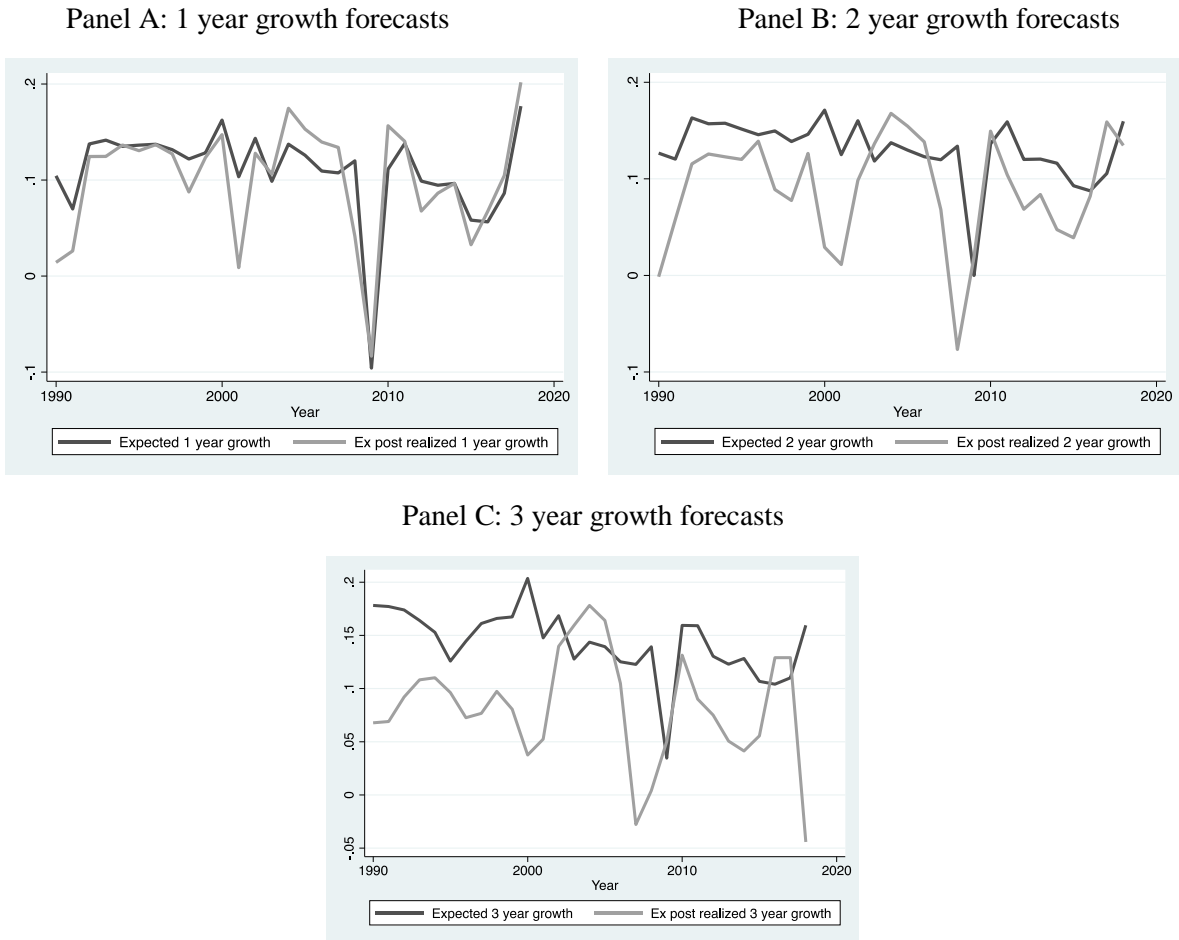 Panel A: 1 year growth forecasts
.2
.1
0
-.1
1990 2000 2010 2020
Year
Expected 1 year growth Ex post realized 1 year growth
Panel B: 2 year growth forecasts
.2
.1
0
-.1
1990 2000 2010 2020
Year
Expected 2 year growth Ex post realized 2 year growth
Panel C: 3 year growth forecasts
.2
.15
.1
.05
0
-.05
1990 2000 2010 2020
Year
Expected 3 year growth Ex post realized 3 year growth